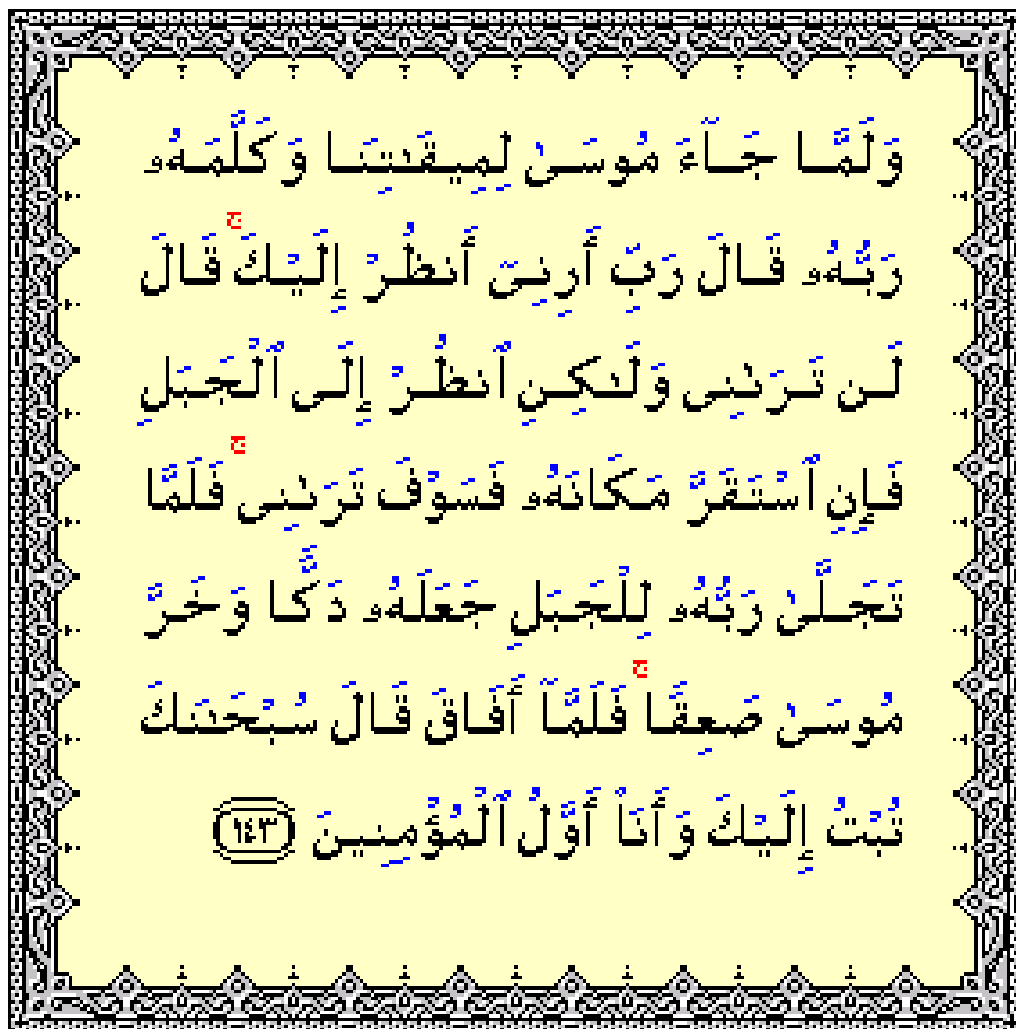 وَلَمَّا جَآءَ مُوسَىٰ لِمِيقَـٰتِنَا وَكَلَّمَهُۥ
رَبُّهُۥ قَالَ رَبِّ أَرِنِىٓ أَنظُرْ إِلَيْكَ ۚ قَالَ
لَن تَرَىٰنِى وَلَـٰكِنِ ٱنظُرْ إِلَى ٱلْجَبَلِ
فَإِنِ ٱسْتَقَرَّ مَكَانَهُۥ فَسَوْفَ تَرَىٰنِى ۚ فَلَمَّا
تَجَلَّىٰ رَبُّهُۥ لِلْجَبَلِ جَعَلَهُۥ دَكًّا وَخَرَّ
مُوسَىٰ صَعِقًا ۚ فَلَمَّآ أَفَاقَ قَالَ سُبْحَـٰنَكَ
تُبْتُ إِلَيْكَ وَأَنَا۠ أَوَّلُ ٱلْمُؤْمِنِينَ ١٤٣